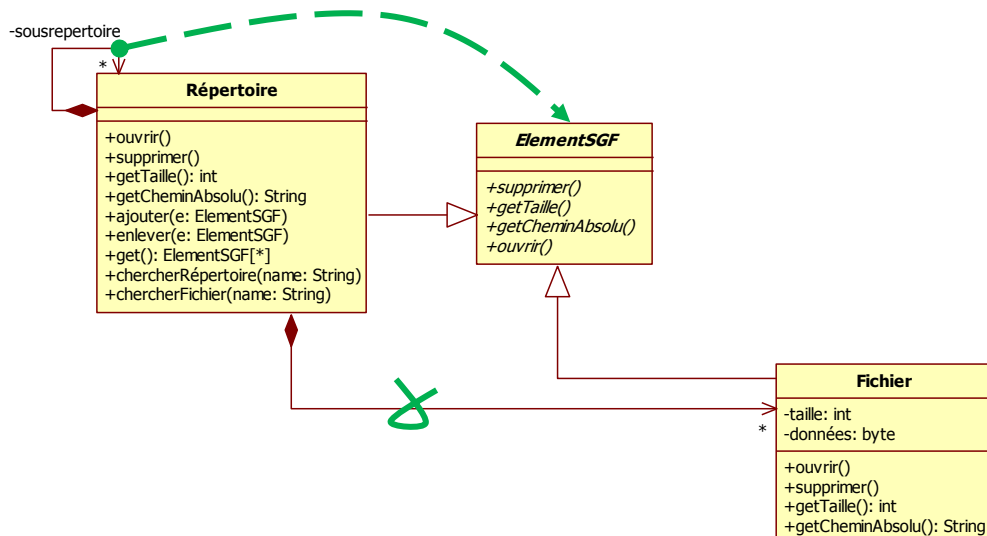 -sousrepertoire
*
Répertoire
+ouvrir()
+supprimer()
+getTaille(): int
+getCheminAbsolu(): String
+ajouter(e: ElementSGF)
+enlever(e: ElementSGF)
+get(): ElementSGF[*]
+chercherRépertoire(name: String)
+chercherFichier(name: String)
ElementSGF
+supprimer()
+getTaille()
+getCheminAbsolu()
+ouvrir()
*
Fichier
-taille: int
-données: byte
+ouvrir()
+supprimer()
+getTaille(): int
+getCheminAbsolu(): String